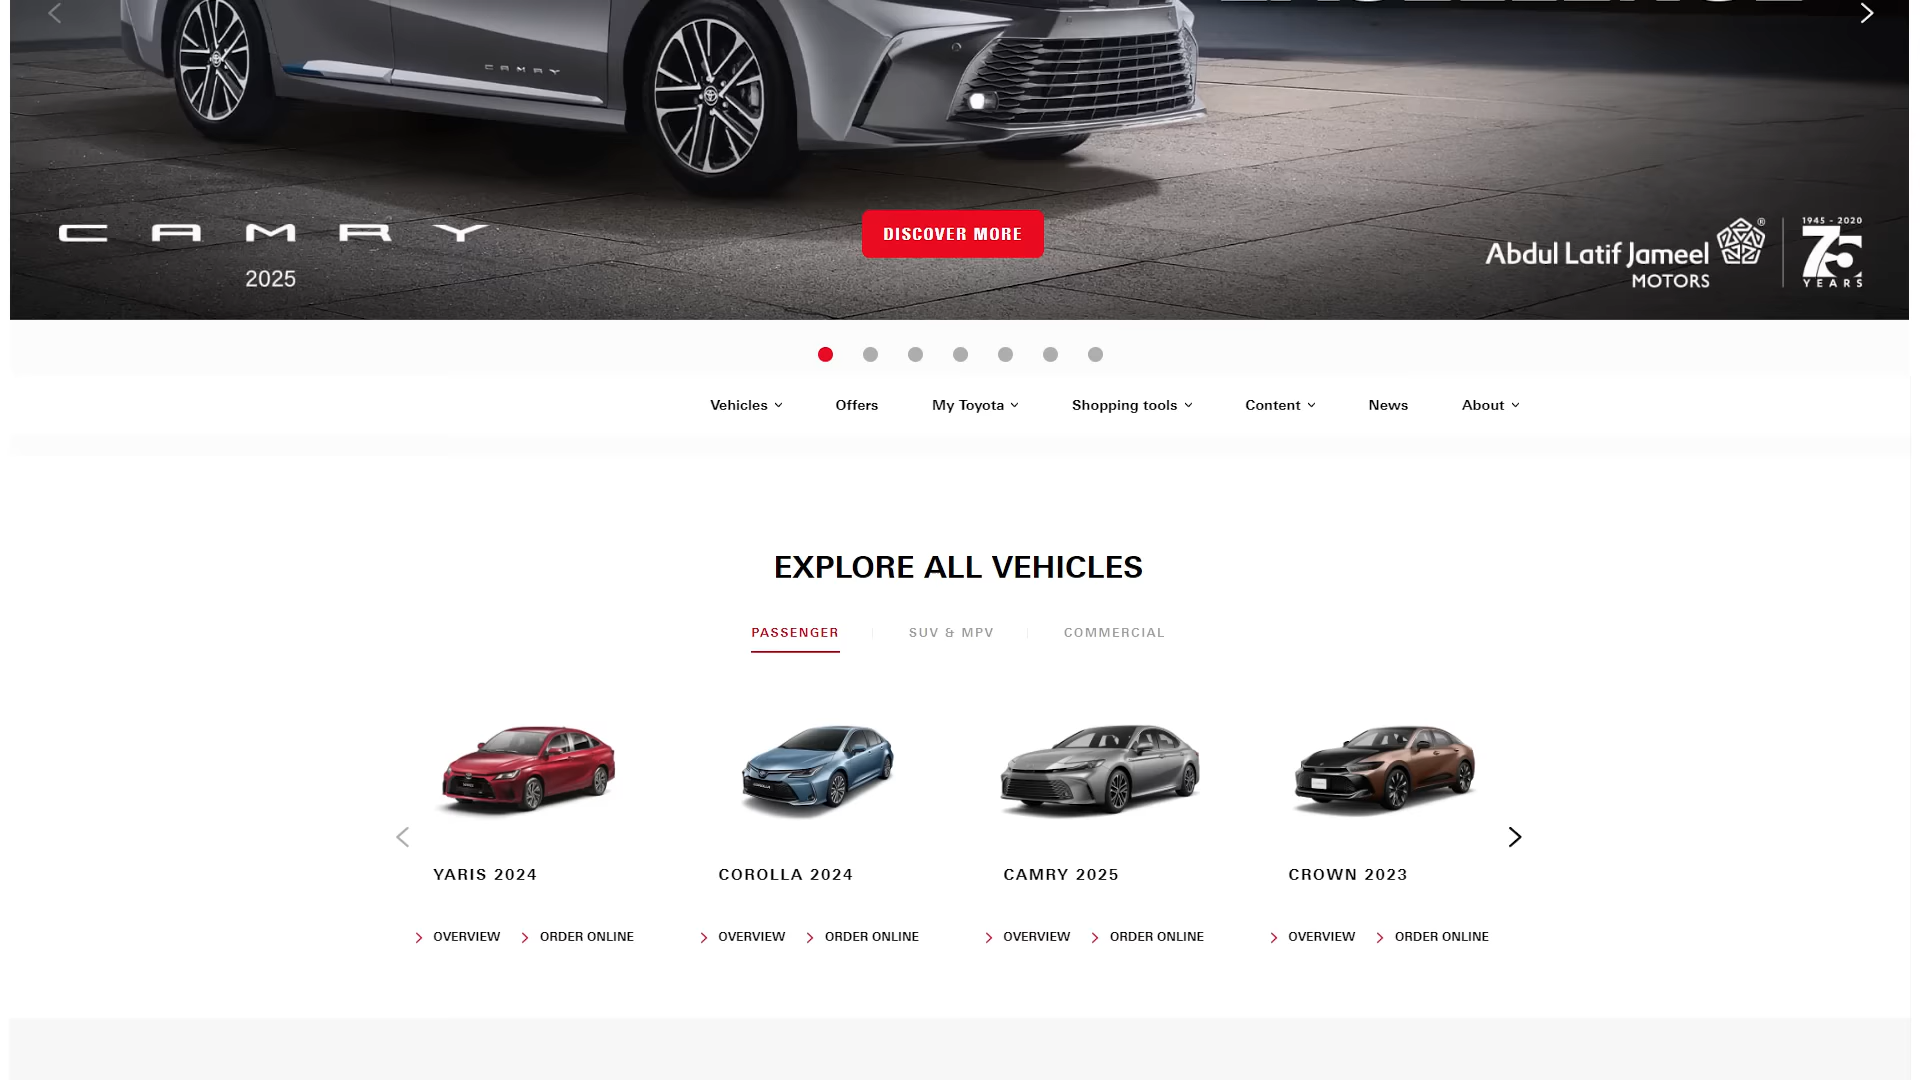 CAMRY
CAMRY
2025
DISCOVER MORE
Abdul Latif Jameel ®
MOTORS
1945 - 2020
75
YEARS
Vehicles
Offers
My Toyota
Shopping tools
Content
News
About
EXPLORE ALL VEHICLES
PASSENGER
SUV & MPV
COMMERCIAL
YARIS 2024
COROLLA 2024
CAMRY 2025
CROWN 2023
OVERVIEW
ORDER ONLINE
OVERVIEW
ORDER ONLINE
OVERVIEW
ORDER ONLINE
OVERVIEW
ORDER ONLINE